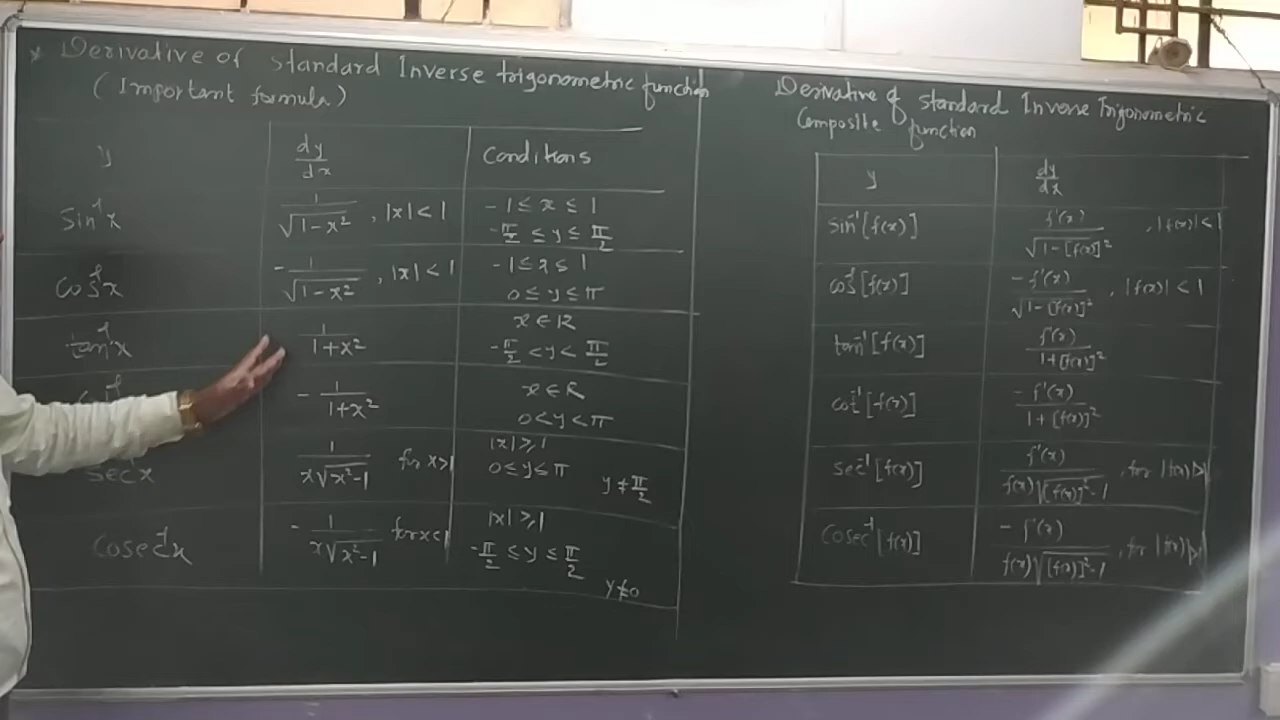 * Derivative of standard Inverse trigonometric function
(Important formula)
y dy/dx Conditions
sin⁻¹x 1/√(1-x²), |x|<1 -1≤x≤1
-π/2≤y≤π/2
cos⁻¹x -1/√(1-x²), |x|<1 -1≤x≤1
0≤y≤π
tan⁻¹x 1/(1+x²) x∈R
-π/2<y<π/2
-1/(1+x²) x∈R
0<y<π
sec⁻¹x 1/(x√(x²-1)) for x>1 |x|≥1
0≤y≤π y≠π/2
cosec⁻¹x -1/(x√(x²-1)) for x<1 |x|≥1
-π/2≤y≤π/2
y≠0
Derivative of standard Inverse Trigonometric
Composite function
y dy/dx
sin⁻¹[f(x)] f'(x)/√(1-[f(x)]²), |f(x)|<1
cos⁻¹[f(x)] -f'(x)/√(1-[f(x)]²), |f(x)|<1
tan⁻¹[f(x)] f'(x)/(1+[f(x)]²)
cot⁻¹[f(x)] -f'(x)/(1+[f(x)]²)
sec⁻¹[f(x)] f'(x)/(f(x)√([f(x)]²-1)), for |f(x)|>1
cosec⁻¹[f(x)] -f'(x)/(f(x)√([f(x)]²-1)), for |f(x)|>1